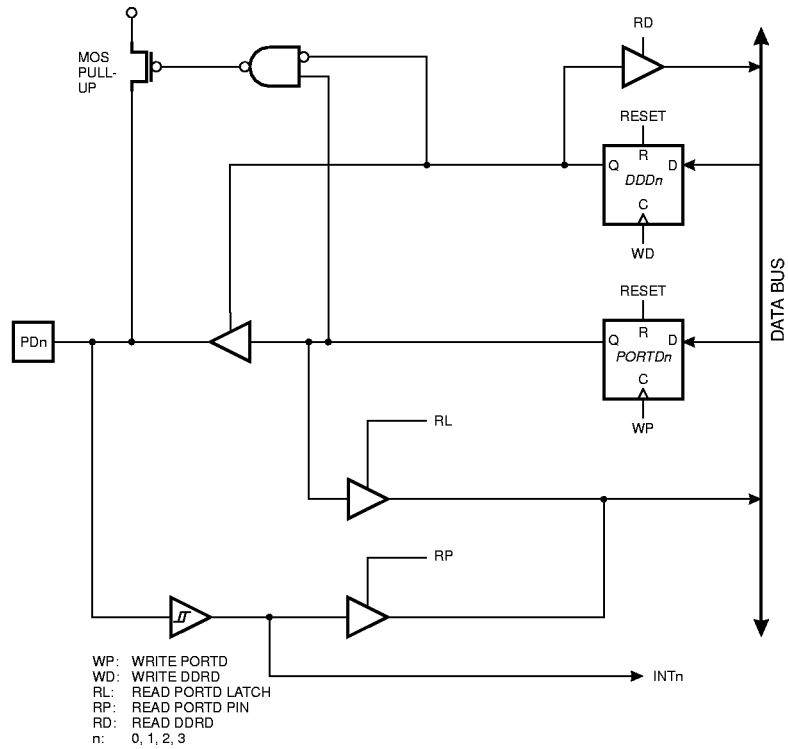 RD
MOS
PULL-
UP
RESET
R
Q
D
DDDn
C
WD
DATA BUS
RESET
R
PDn
Q
D
PORTDn
C
WP
RL
RP
WP: WRITE PORTD
WD: WRITE DDRD
RL: READ PORTD LATCH
RP: READ PORTD PIN
RD: READ DDRD
n: 0, 1, 2, 3
INTn